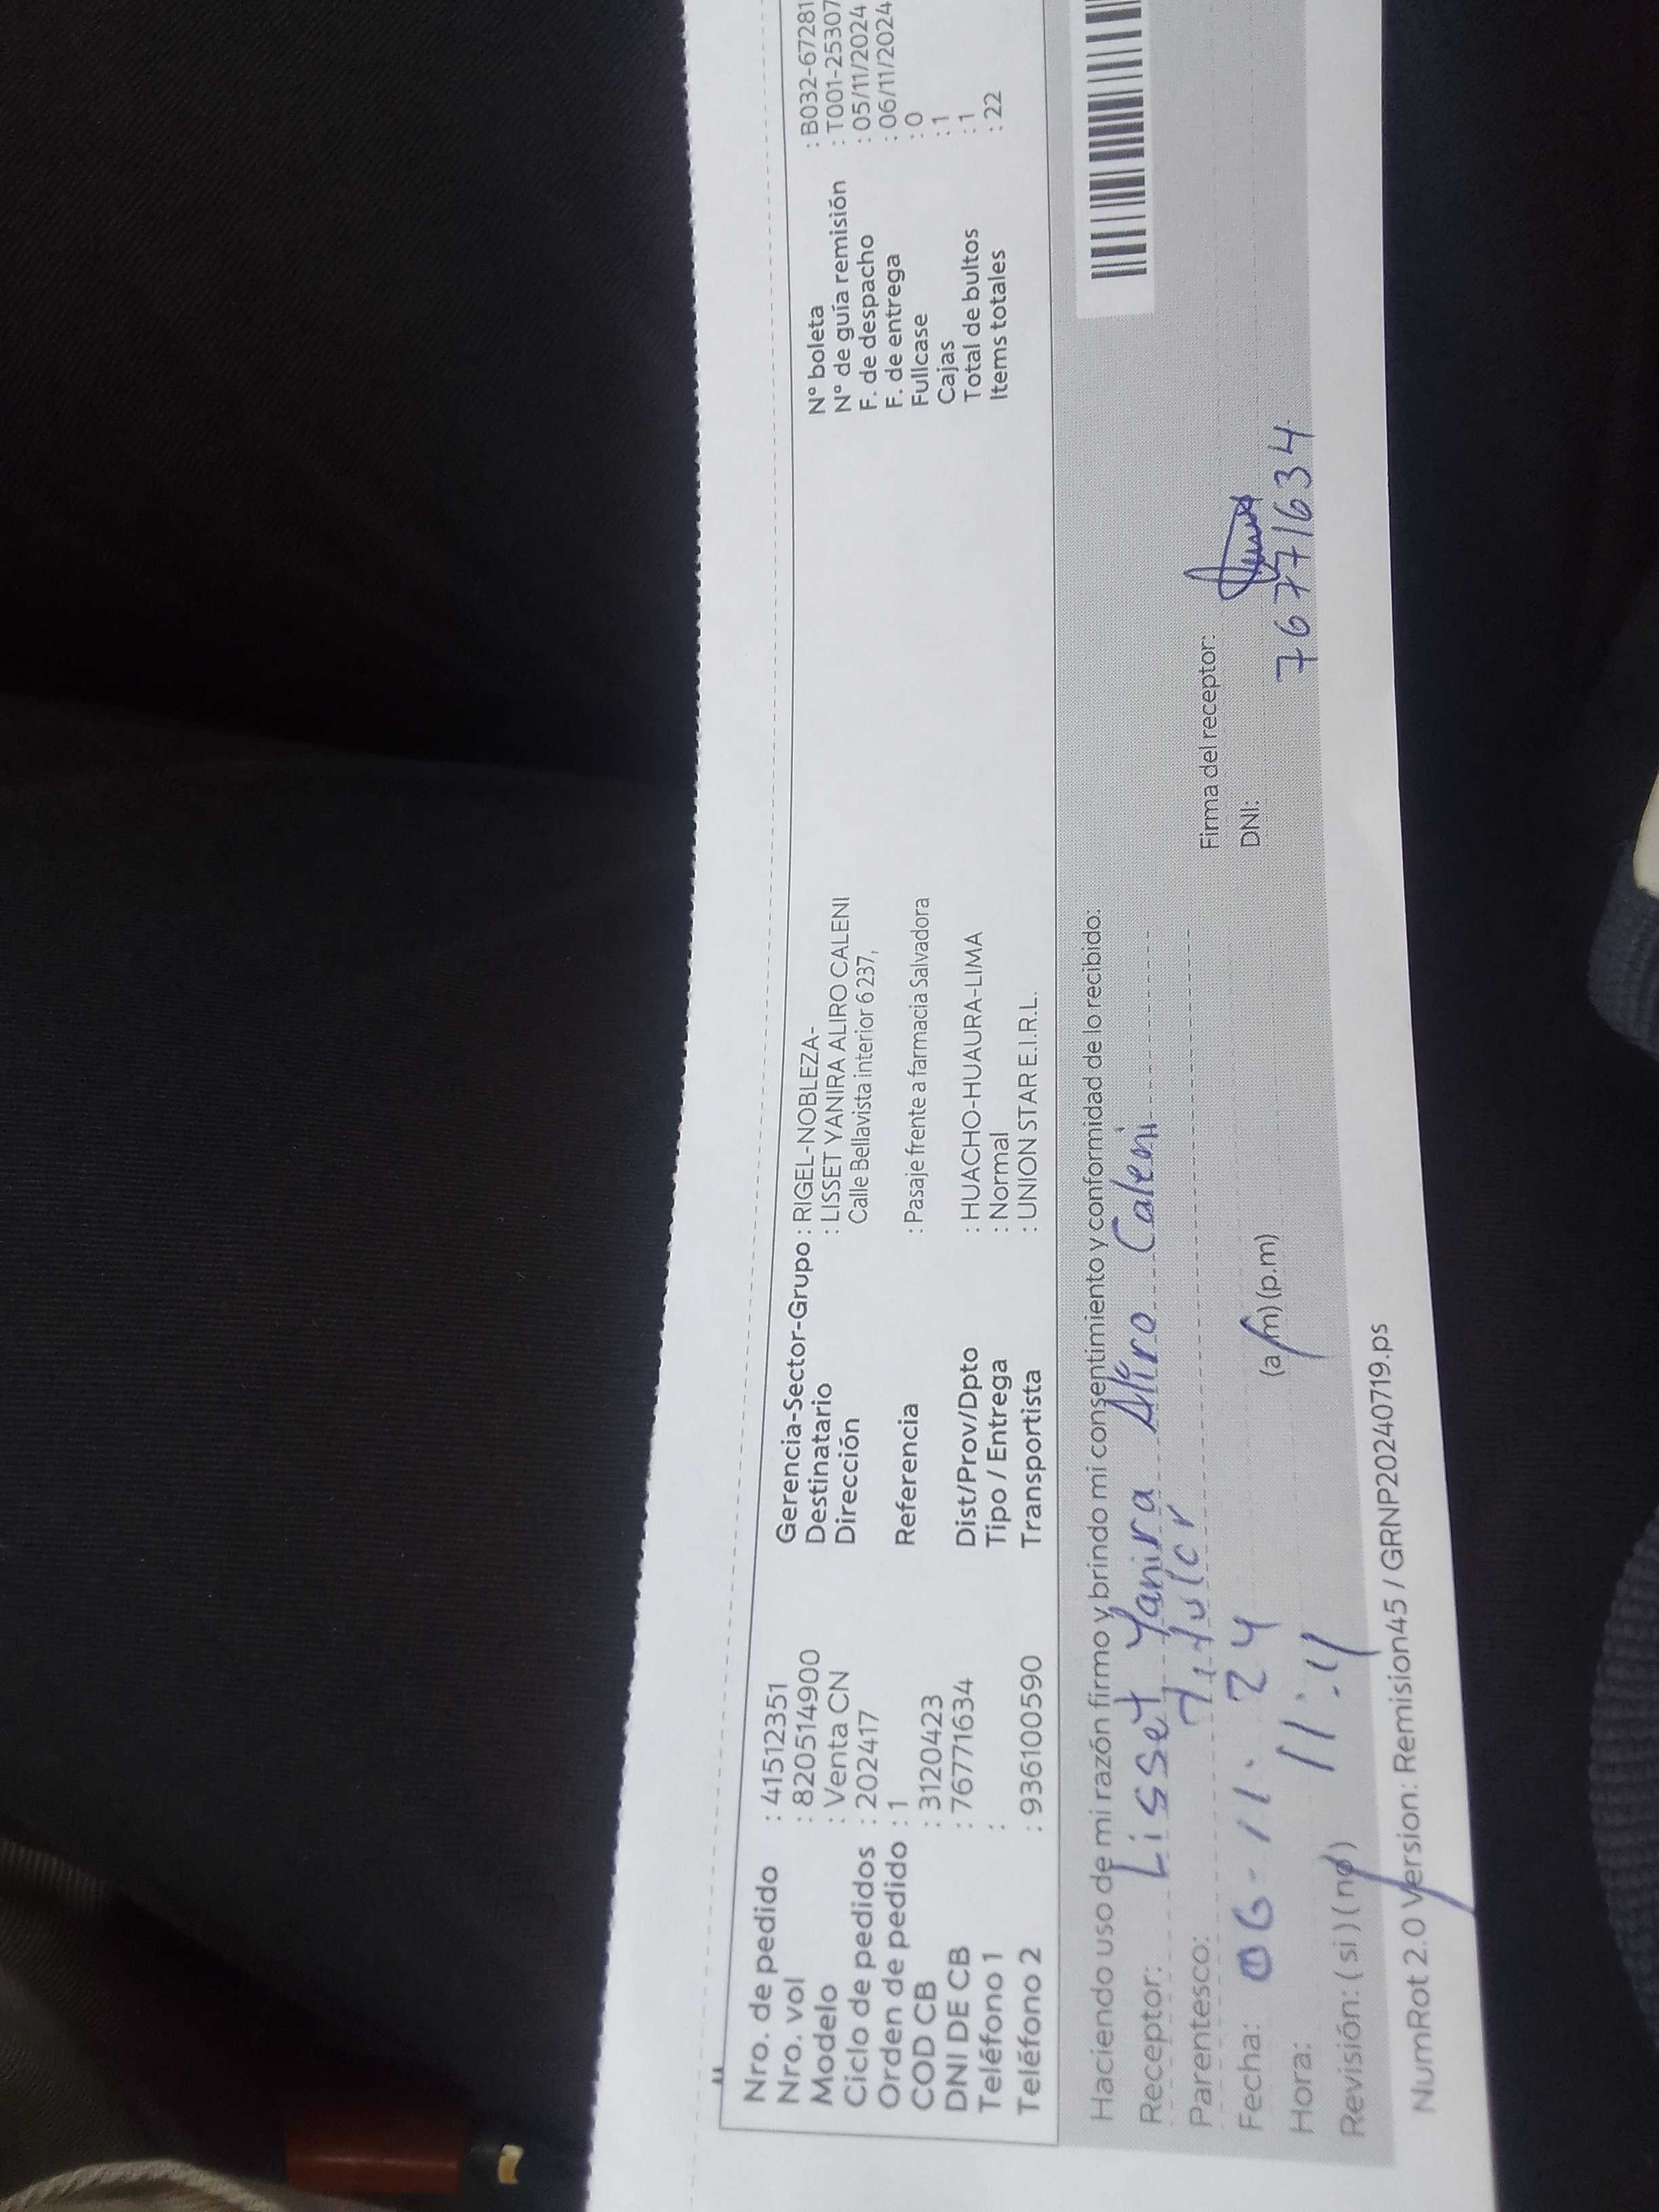 Nro. de pedido : 41512351
Nro. vol : 820514900
Modelo : Venta CN
Ciclo de pedidos : 202417
Orden de pedido : 1
COD CB : 3120423
DNI DE CB : 76771634
Teléfono 1 :
Teléfono 2 : 936100590
Gerencia-Sector-Grupo : RIGEL-NOBLEZA-
Destinatario : LISSET YANIRA ALIRO CALENI
Dirección Calle Bellavista interior 6 237,
Referencia : Pasaje frente a farmacia Salvadora
Dist/Prov/Dpto : HUACHO-HUAURA-LIMA
Tipo / Entrega : Normal
Transportista : UNION STAR E.I.R.L.
N° boleta : B032-67281
N° de guía remisión : T001-25307
F. de despacho : 05/11/2024
F. de entrega : 06/11/2024
Fullcase : 0
Cajas : 1
Total de bultos : 1
Items totales : 22
Haciendo uso de mi razón firmo y brindo mi consentimiento y conformidad de lo recibido:
Receptor: Lisset Yanira Aliro Caleni
Parentesco: Titular
Firma del receptor:
Fecha: 06-11. 24
DNI: 76771634
Hora: 11:11 (a.m) (p.m)
Revisión: ( si ) ( no )
NumRot 2.0 Version: Remision45 / GRNP20240719.ps